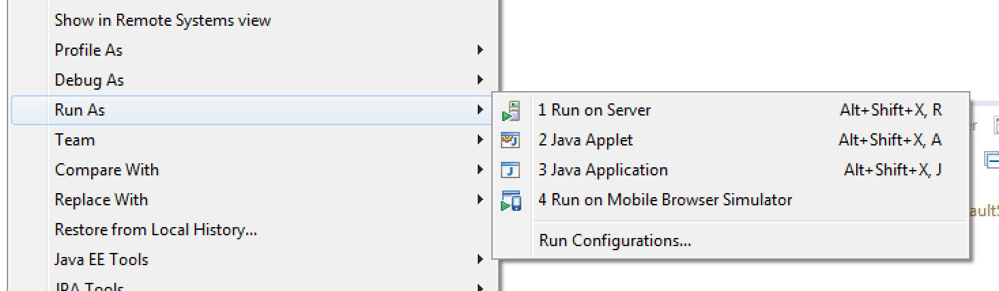 Show in Remote Systems view
Profile As
Debug As
Run As
Team
Compare With
Replace With
Restore from Local History...
Java EE Tools
JPA Tools
1 Run on Server Alt+Shift+X, R
2 Java Applet Alt+Shift+X, A
3 Java Application Alt+Shift+X, J
4 Run on Mobile Browser Simulator
Run Configurations...